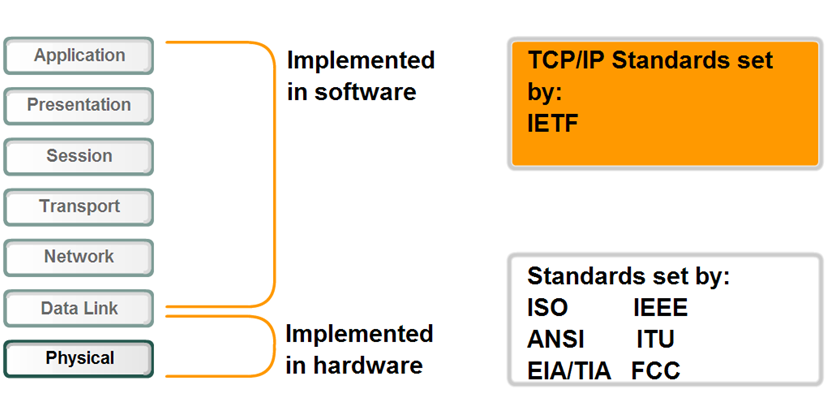 Application
Presentation
Session
Transport
Network
Data Link
Physical
Implemented
in software
Implemented
in hardware
TCP/IP Standards set
by:
IETF
Standards set by:
ISO IEEE
ANSI ITU
EIA/TIA FCC